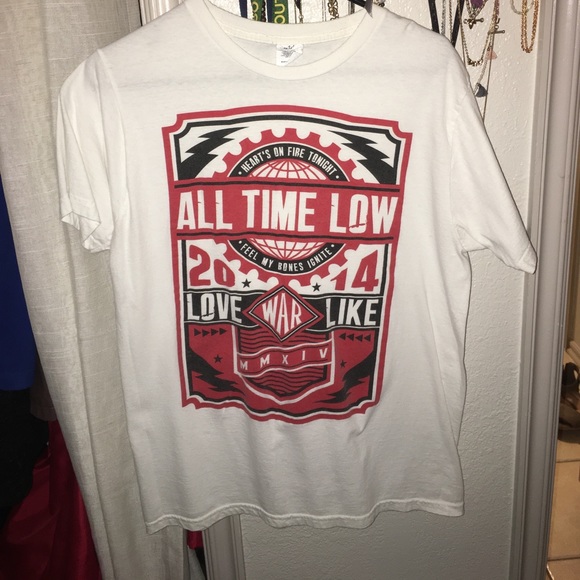 HEART'S ON FIRE TONIGHT
ALL TIME LOW
FEEL MY BONES IGNITE
20 14
LOVE WAR LIKE
MMXIV